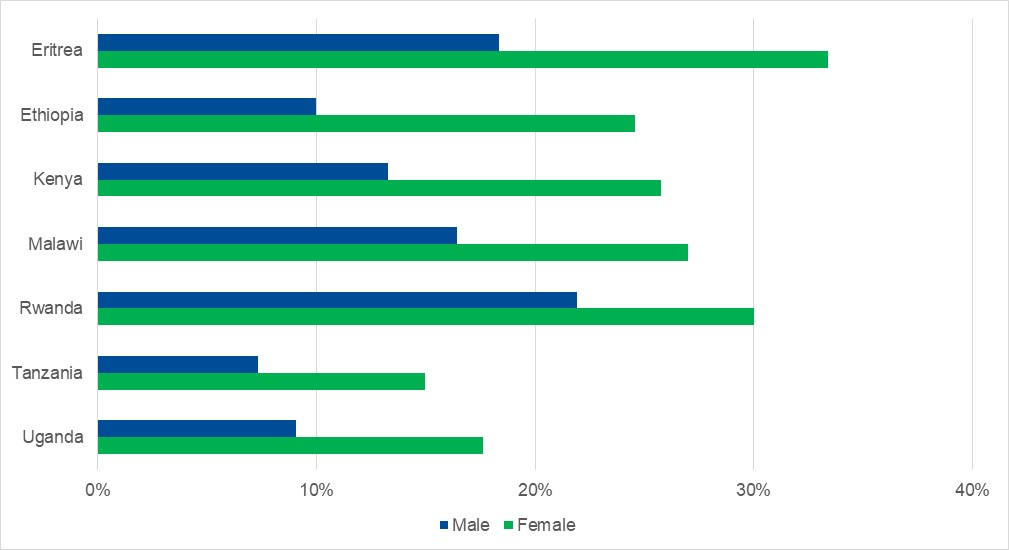 Eritrea
Ethiopia
Kenya
Malawi
Rwanda
Tanzania
Uganda
0% 10% 20% 30% 40%
Male Female